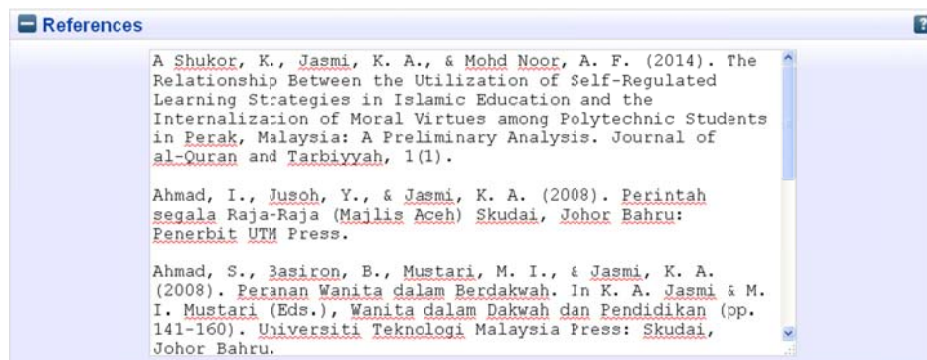 References
A Shukor, K., Jasmi, K. A., & Mohd Noor, A. F. (2014). The
Relationship Between the Utilization of Self-Regulated
Learning Strategies in Islamic Education and the
Internalization of Moral Virtues among Polytechnic Students
in Perak, Malaysia: A Preliminary Analysis. Journal of
al-Quran and Tarbiyyah, 1(1).
Ahmad, I., Jusoh, Y., & Jasmi, K. A. (2008). Perintah
segala Raja-Raja (Majlis Aceh) Skudai, Johor Bahru:
Penerbit UTM Press.
Ahmad, S., Basiron, B., Mustari, M. I., & Jasmi, K. A.
(2008). Peranan Wanita dalam Berdakwah. In K. A. Jasmi & M.
I. Mustari (Eds.), Wanita dalam Dakwah dan Pendidikan (pp.
141-160). Universiti Teknologi Malaysia Press: Skudai,
Johor Bahru.